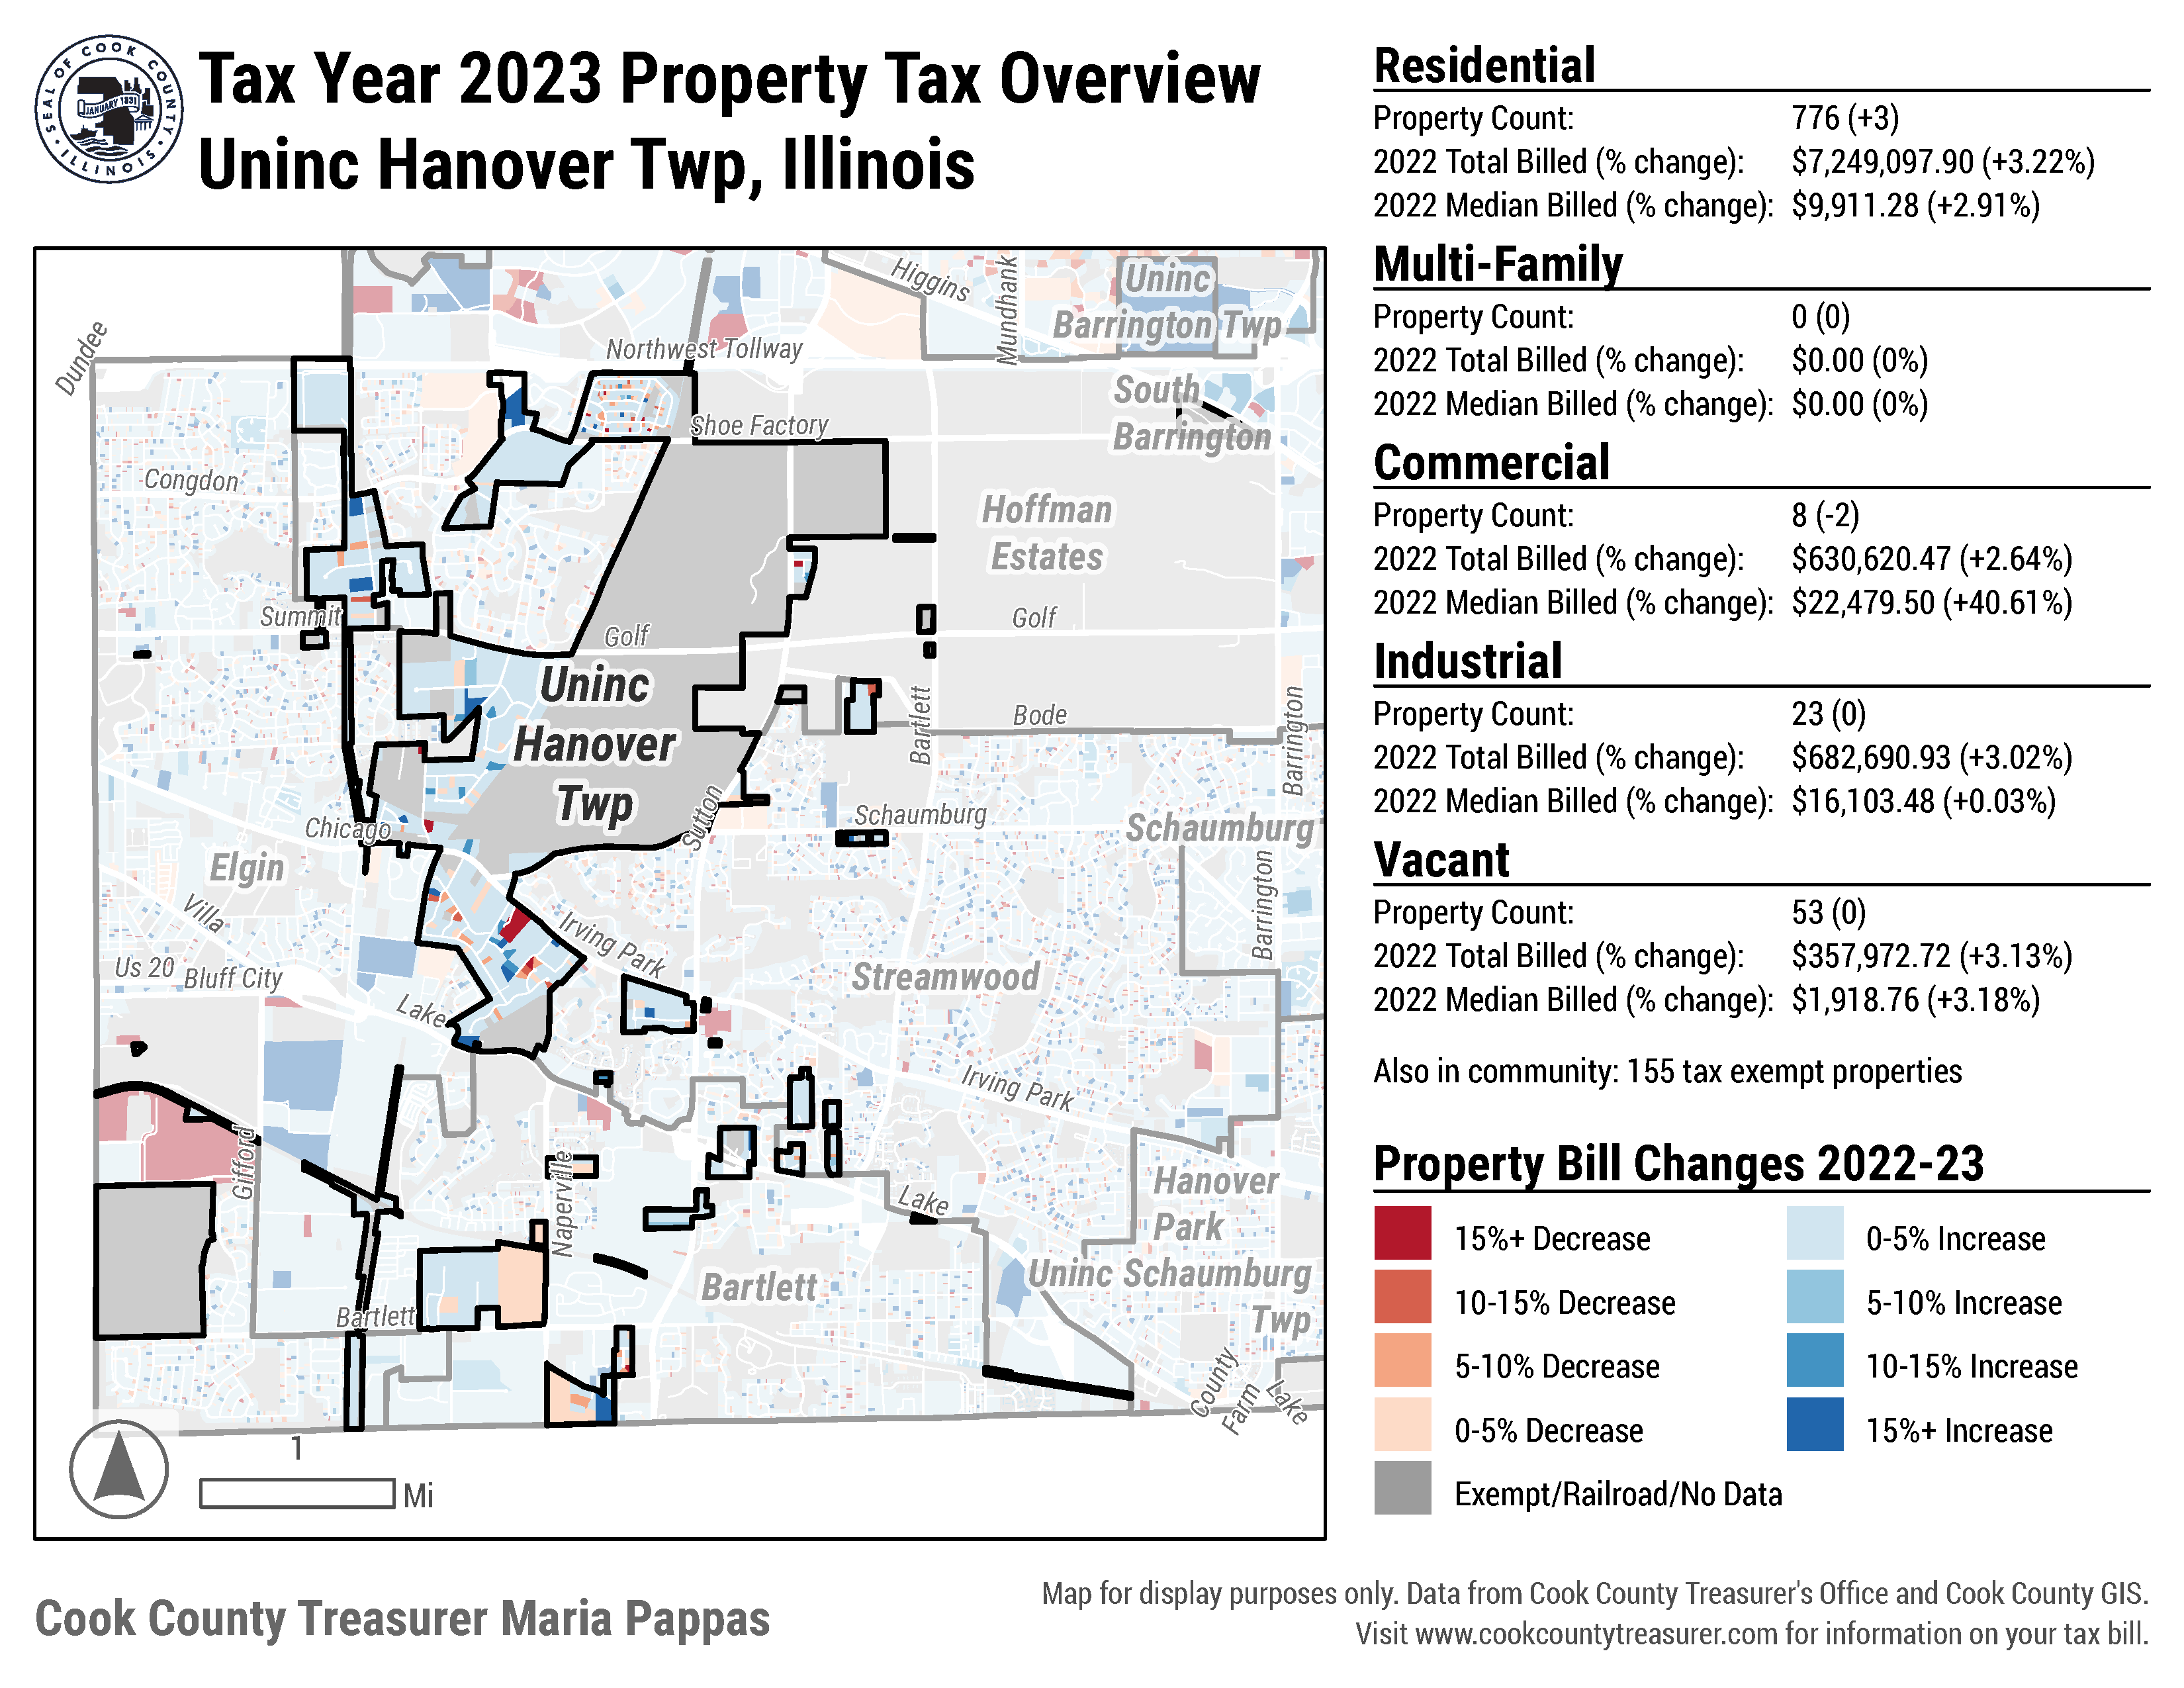 SEAL OF COOK COUNTY
JANUARY 1831
• ILLINOIS •
Tax Year 2023 Property Tax Overview
Uninc Hanover Twp, Illinois
Residential
Property Count: 776 (+3)
2022 Total Billed (% change): $7,249,097.90 (+3.22%)
2022 Median Billed (% change): $9,911.28 (+2.91%)
Multi-Family
Property Count: 0 (0)
2022 Total Billed (% change): $0.00 (0%)
2022 Median Billed (% change): $0.00 (0%)
Commercial
Property Count: 8 (-2)
2022 Total Billed (% change): $630,620.47 (+2.64%)
2022 Median Billed (% change): $22,479.50 (+40.61%)
Industrial
Property Count: 23 (0)
2022 Total Billed (% change): $682,690.93 (+3.02%)
2022 Median Billed (% change): $16,103.48 (+0.03%)
Vacant
Property Count: 53 (0)
2022 Total Billed (% change): $357,972.72 (+3.13%)
2022 Median Billed (% change): $1,918.76 (+3.18%)
Also in community: 155 tax exempt properties
Property Bill Changes 2022-23
15%+ Decrease
10-15% Decrease
5-10% Decrease
0-5% Decrease
Exempt/Railroad/No Data
0-5% Increase
5-10% Increase
10-15% Increase
15%+ Increase
Dundee
Higgins
Mundhank
Uninc
Barrington Twp
Northwest Tollway
South
Barrington
Shoe Factory
Congdon
Hoffman
Estates
Summit
Golf
Golf
Uninc
Hanover
Twp
Bartlett
Bode
Barrington
Sutton
Schaumburg
Schaumburg
Chicago
Elgin
Villa
Irving Park
Barrington
Us 20
Bluff City
Lake
Streamwood
Irving Park
Gifford
Naperville
Hanover
Park
Lake
Bartlett
Uninc Schaumburg
Twp
Bartlett
County
Farm
Lake
1
Mi
Cook County Treasurer Maria Pappas
Map for display purposes only. Data from Cook County Treasurer's Office and Cook County GIS.
Visit www.cookcountytreasurer.com for information on your tax bill.